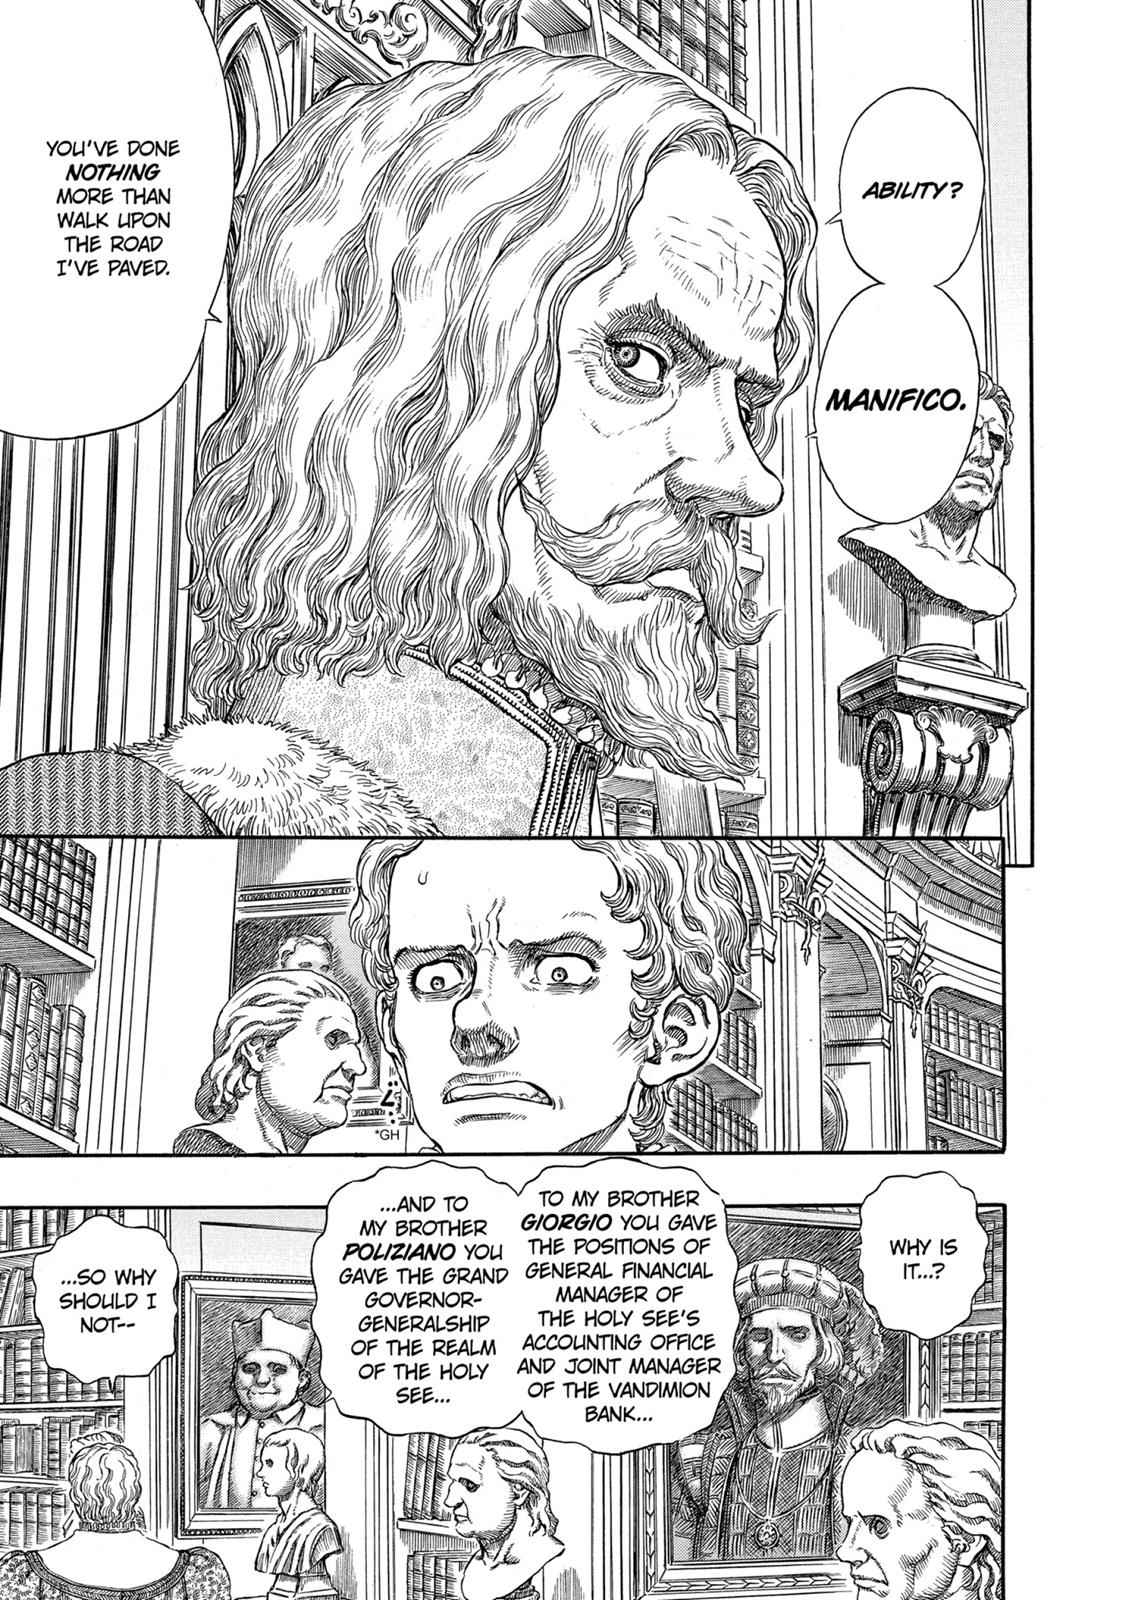 ABILITY?
MANIFICO.
YOU'VE DONE
NOTHING
MORE THAN
WALK UPON
THE ROAD
I'VE PAVED.
*GH
WHY IS
IT...?
TO MY BROTHER
GIORGIO YOU GAVE
THE POSITIONS OF
GENERAL FINANCIAL
MANAGER OF
THE HOLY SEE'S
ACCOUNTING OFFICE
AND JOINT MANAGER
OF THE VANDIMION
BANK...
...AND TO
MY BROTHER
POLIZIANO YOU
GAVE THE GRAND
GOVERNOR-
GENERALSHIP
OF THE REALM
OF THE HOLY
SEE...
...SO WHY
SHOULD I
NOT--